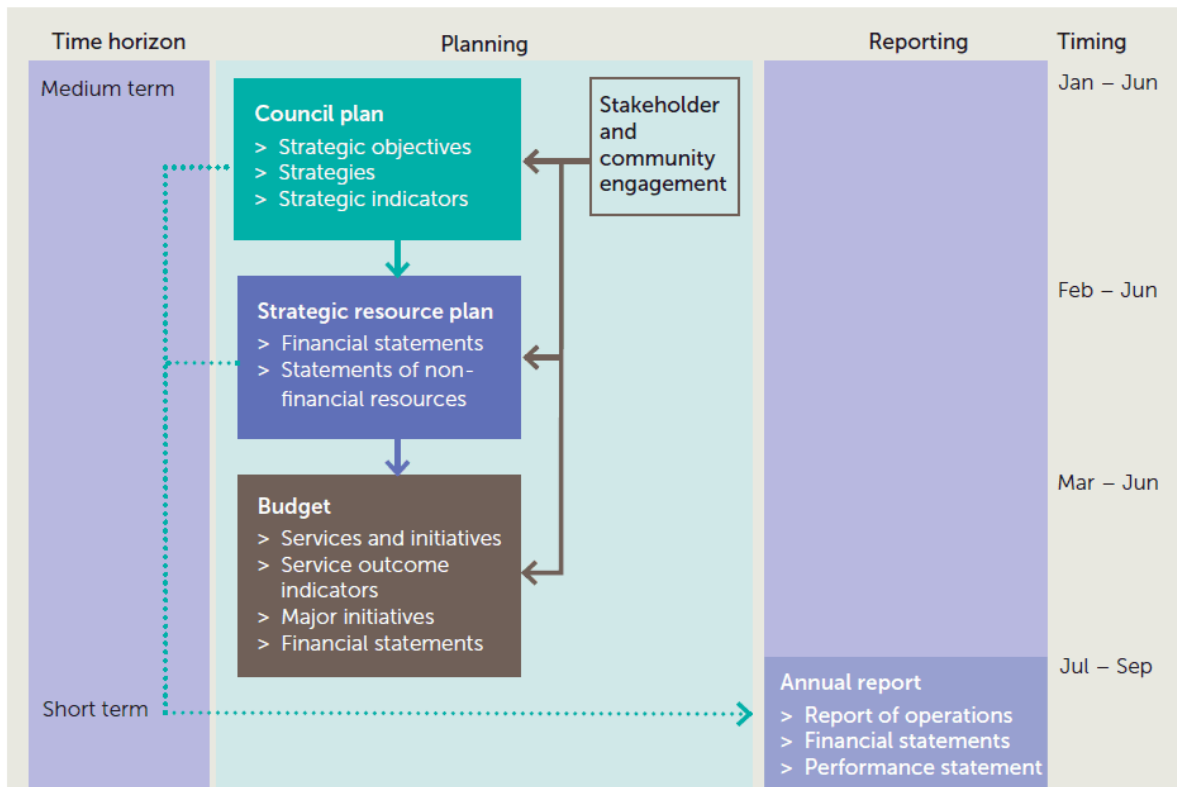 Time horizon
Planning
Reporting
Timing
Medium term
Jan – Jun
Council plan
> Strategic objectives
> Strategies
> Strategic indicators
Stakeholder
and
community
engagement
Feb – Jun
Strategic resource plan
> Financial statements
> Statements of non-
financial resources
Mar – Jun
Budget
> Services and initiatives
> Service outcome
indicators
> Major initiatives
> Financial statements
Jul – Sep
Short term
Annual report
> Report of operations
> Financial statements
> Performance statement